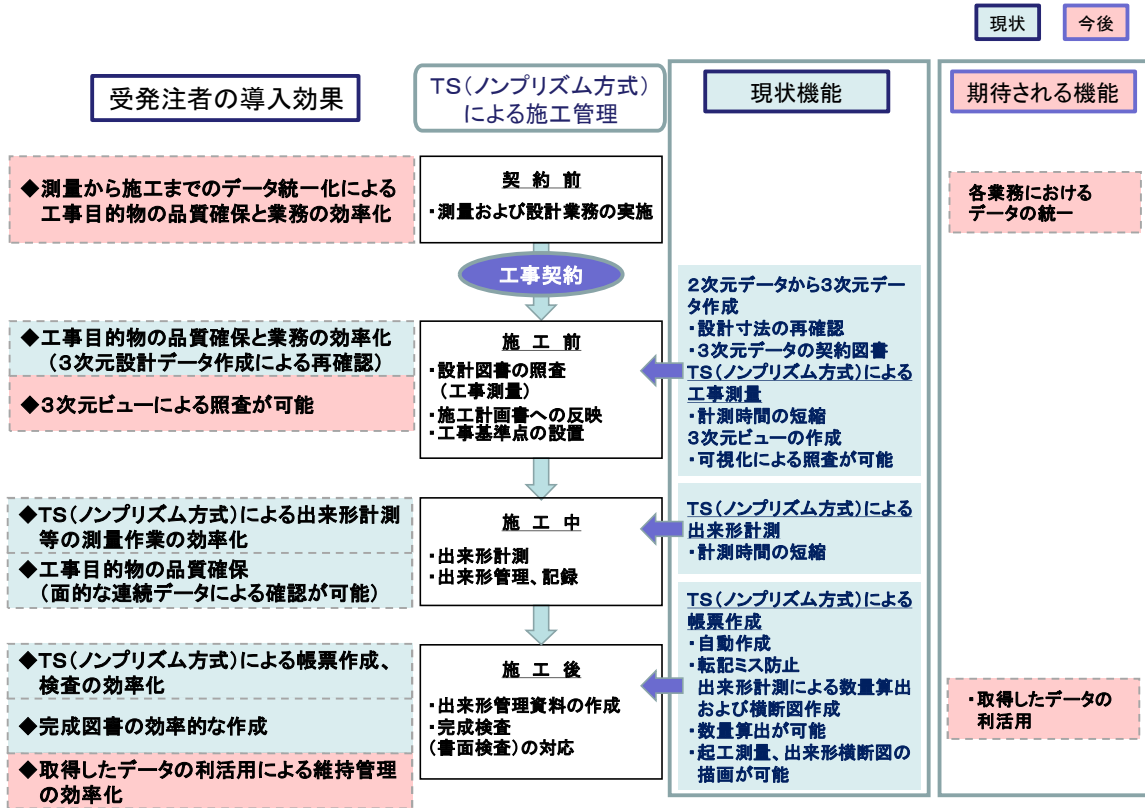 現状
今後
受発注者の導入効果
TS(ノンプリズム方式)
による施工管理
現状機能
期待される機能
◆測量から施工までのデータ統一化による
工事目的物の品質確保と業務の効率化
契 約 前
・測量および設計業務の実施
各業務における
データの統一
工事契約
◆工事目的物の品質確保と業務の効率化
(3次元設計データ作成による再確認)
◆3次元ビューによる照査が可能
施 工 前
・設計図書の照査
(工事測量)
・施工計画書への反映
・工事基準点の設置
2次元データから3次元デー
タ作成
・設計寸法の再確認
・3次元データの契約図書
TS(ノンプリズム方式)による
工事測量
・計測時間の短縮
3次元ビューの作成
・可視化による照査が可能
◆TS(ノンプリズム方式)による出来形計測
等の測量作業の効率化
◆工事目的物の品質確保
(面的な連続データによる確認が可能)
施 工 中
・出来形計測
・出来形管理、記録
TS(ノンプリズム方式)による
出来形計測
・計測時間の短縮
◆TS(ノンプリズム方式)による帳票作成、
検査の効率化
◆完成図書の効率的な作成
◆取得したデータの利活用による維持管理
の効率化
施 工 後
・出来形管理資料の作成
・完成検査
(書面検査)の対応
TS(ノンプリズム方式)による
帳票作成
・自動作成
・転記ミス防止
出来形計測による数量算出
および横断図作成
・数量算出が可能
・起工測量、出来形横断図の
描画が可能
・取得したデータの
利活用